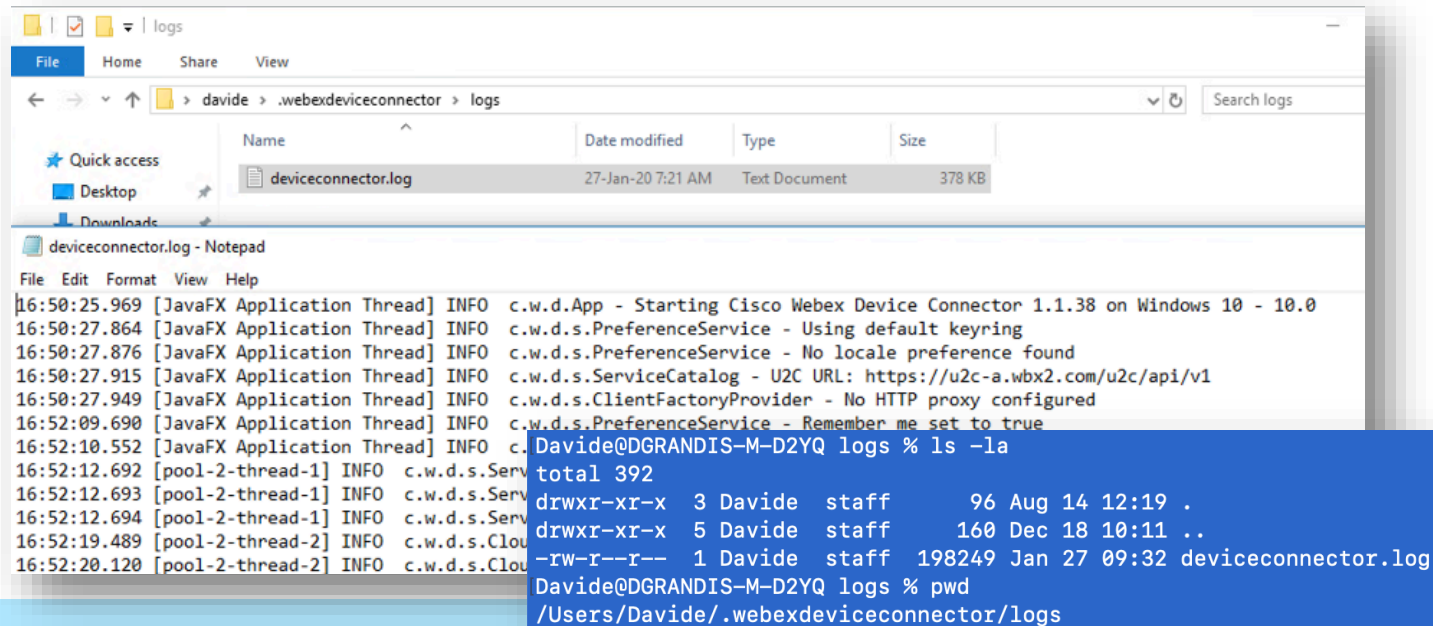 logs
File Home Share View
davide > .webexdeviceconnector > logs
Search logs
Name Date modified Type Size
Quick access
deviceconnector.log 27-Jan-20 7:21 AM Text Document 378 KB
Desktop
Downloads
deviceconnector.log - Notepad
File Edit Format View Help
16:50:25.969 [JavaFX Application Thread] INFO c.w.d.App - Starting Cisco Webex Device Connector 1.1.38 on Windows 10 - 10.0
16:50:27.864 [JavaFX Application Thread] INFO c.w.d.s.PreferenceService - Using default keyring
16:50:27.876 [JavaFX Application Thread] INFO c.w.d.s.PreferenceService - No locale preference found
16:50:27.915 [JavaFX Application Thread] INFO c.w.d.s.ServiceCatalog - U2C URL: https://u2c-a.wbx2.com/u2c/api/v1
16:50:27.949 [JavaFX Application Thread] INFO c.w.d.s.ClientFactoryProvider - No HTTP proxy configured
16:52:09.690 [JavaFX Application Thread] INFO c.w.d.s.PreferenceService - Remember me set to true
16:52:10.552 [JavaFX Application Thread] INFO c.
16:52:12.692 [pool-2-thread-1] INFO c.w.d.s.Serv
16:52:12.693 [pool-2-thread-1] INFO c.w.d.s.Serv
16:52:12.694 [pool-2-thread-1] INFO c.w.d.s.Serv
16:52:19.489 [pool-2-thread-2] INFO c.w.d.s.Clou
16:52:20.120 [pool-2-thread-2] INFO c.w.d.s.Clou
Davide@DGRANDIS-M-D2YQ logs % ls -la
total 392
drwxr-xr-x 3 Davide staff 96 Aug 14 12:19 .
drwxr-xr-x 5 Davide staff 160 Dec 18 10:11 ..
-rw-r--r-- 1 Davide staff 198249 Jan 27 09:32 deviceconnector.log
Davide@DGRANDIS-M-D2YQ logs % pwd
/Users/Davide/.webexdeviceconnector/logs